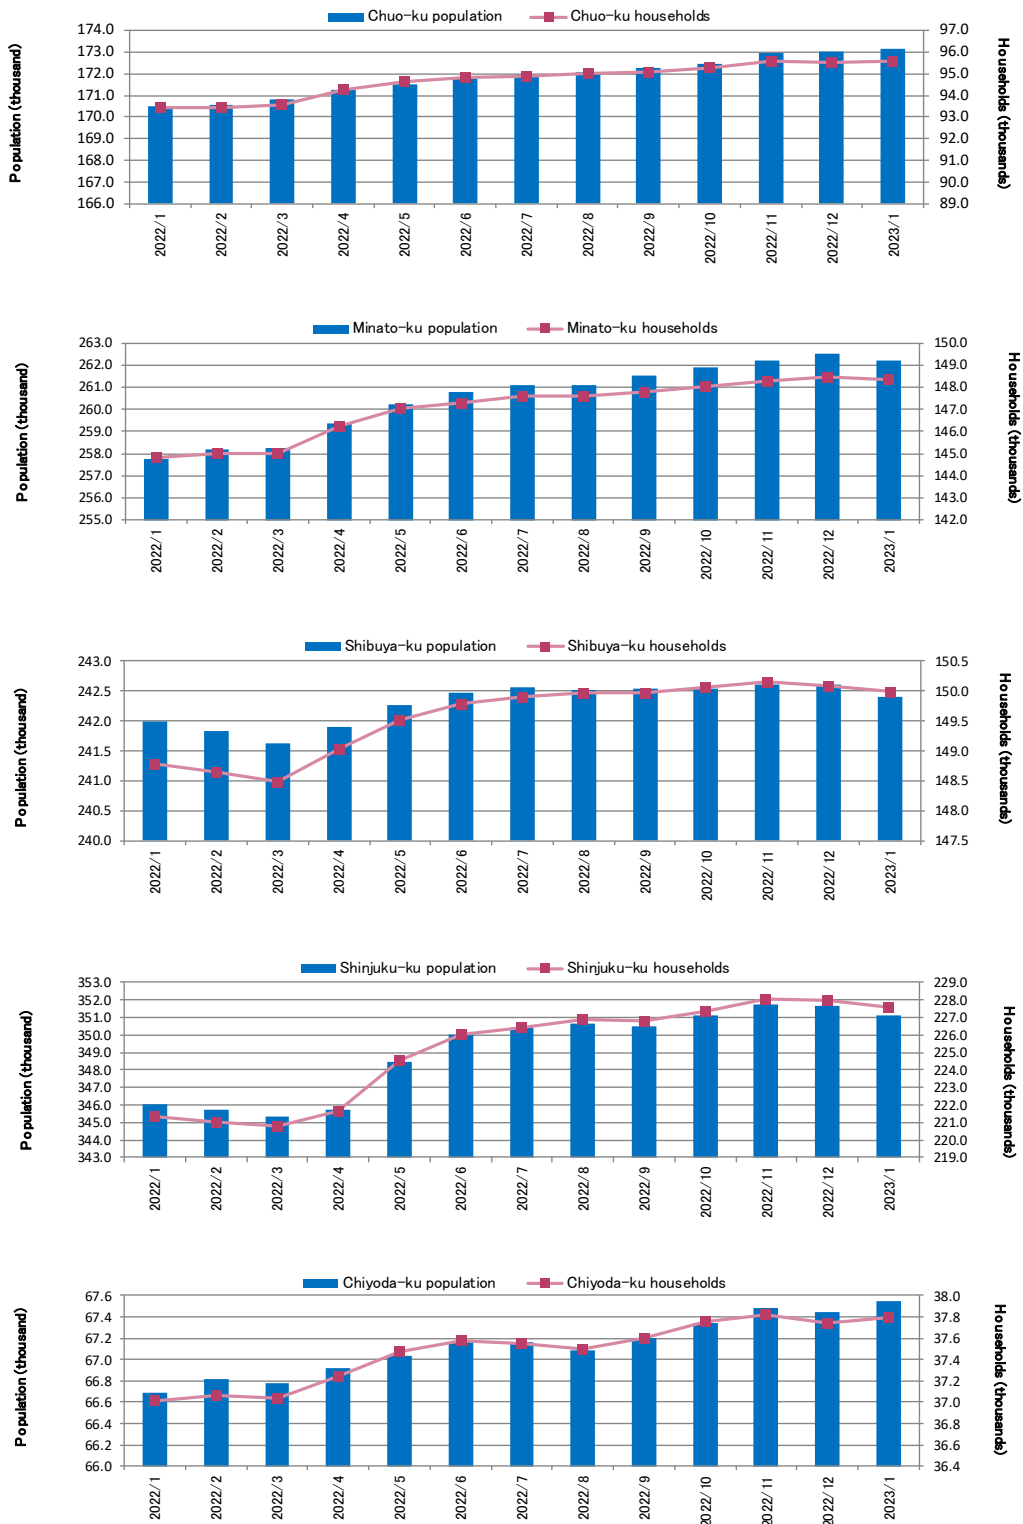 Chuo-ku population Chuo-ku households
174.0 97.0
173.0 96.0
172.0 95.0
171.0 94.0
170.0 93.0
169.0 92.0
168.0 91.0
167.0 90.0
166.0 89.0
Population (thousand)
Households (thousands)
2022/1 2022/2 2022/3 2022/4 2022/5 2022/6 2022/7 2022/8 2022/9 2022/10 2022/11 2022/12 2023/1
Minato-ku population Minato-ku households
263.0 150.0
262.0 149.0
261.0 148.0
260.0 147.0
259.0 146.0
258.0 145.0
257.0 144.0
256.0 143.0
255.0 142.0
Population (thousand)
Households (thousands)
2022/1 2022/2 2022/3 2022/4 2022/5 2022/6 2022/7 2022/8 2022/9 2022/10 2022/11 2022/12 2023/1
Shibuya-ku population Shibuya-ku households
243.0 150.5
242.5 150.0
242.0 149.5
241.5 149.0
241.0 148.5
240.5 148.0
240.0 147.5
Population (thousand)
Households (thousands)
2022/1 2022/2 2022/3 2022/4 2022/5 2022/6 2022/7 2022/8 2022/9 2022/10 2022/11 2022/12 2023/1
Shinjuku-ku population Shinjuku-ku households
353.0 229.0
352.0 228.0
351.0 227.0
350.0 226.0
349.0 225.0
348.0 224.0
347.0 223.0
346.0 222.0
345.0 221.0
344.0 220.0
343.0 219.0
Population (thousand)
Households (thousands)
2022/1 2022/2 2022/3 2022/4 2022/5 2022/6 2022/7 2022/8 2022/9 2022/10 2022/11 2022/12 2023/1
Chiyoda-ku population Chiyoda-ku households
67.6 38.0
67.4 37.8
67.2 37.6
67.0 37.4
66.8 37.2
66.6 37.0
66.4 36.8
66.2 36.6
66.0 36.4
Population (thousand)
Households (thousands)
2022/1 2022/2 2022/3 2022/4 2022/5 2022/6 2022/7 2022/8 2022/9 2022/10 2022/11 2022/12 2023/1